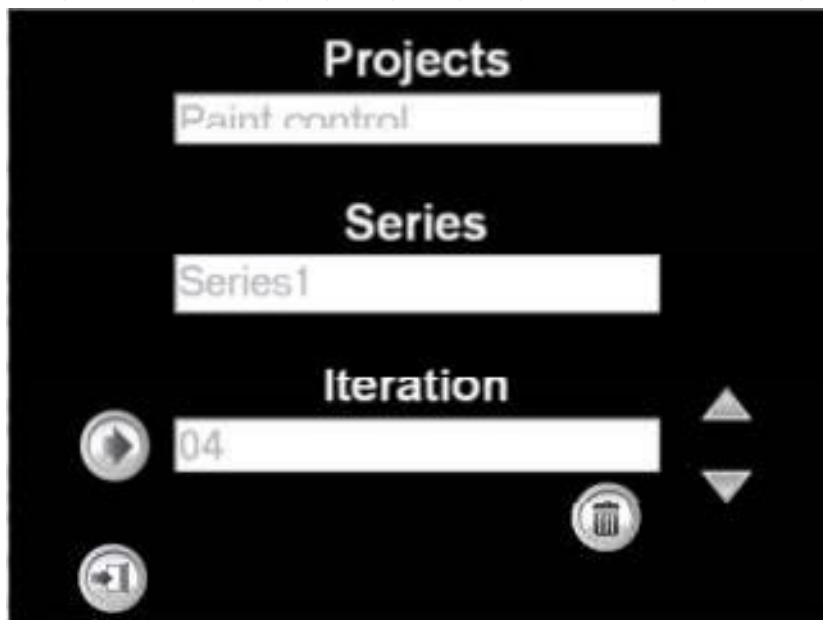 Projects
Paint control
Series
Series1
Iteration
04